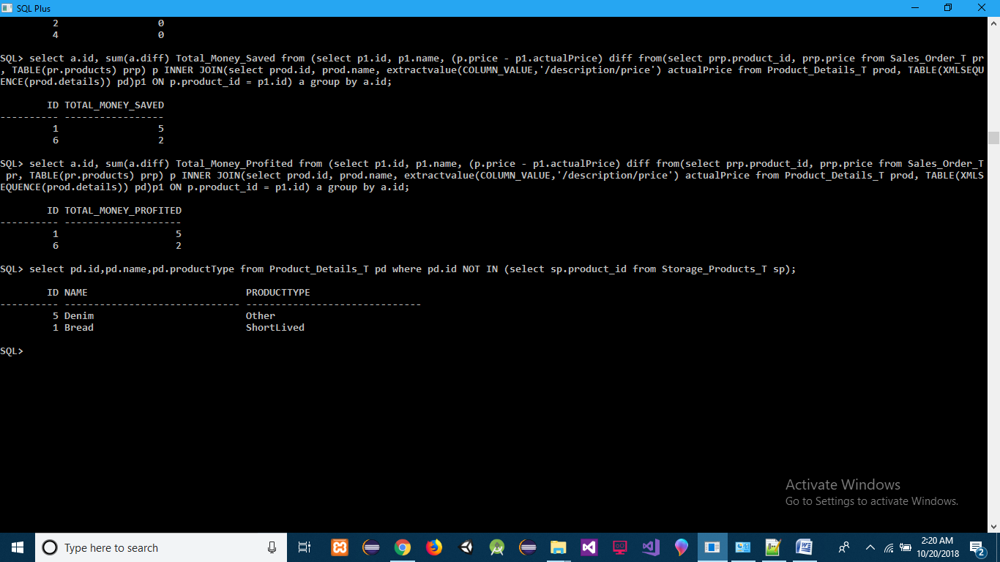 SQL Plus
2 0
4 0
SQL> select a.id, sum(a.diff) Total_Money_Saved from (select p1.id, p1.name, (p.price - p1.actualPrice) diff from(select prp.product_id, prp.price from Sales_Order_T pr
, TABLE(pr.products) prp) p INNER JOIN(select prod.id, prod.name, extractvalue(COLUMN_VALUE,'/description/price') actualPrice from Product_Details_T prod, TABLE(XMLSEQU
ENCE(prod.details)) pd)p1 ON p.product_id = p1.id) a group by a.id;
ID TOTAL_MONEY_SAVED
---------- -----------------
1 5
6 2
SQL> select a.id, sum(a.diff) Total_Money_Profited from (select p1.id, p1.name, (p.price - p1.actualPrice) diff from(select prp.product_id, prp.price from Sales_Order_T
pr, TABLE(pr.products) prp) p INNER JOIN(select prod.id, prod.name, extractvalue(COLUMN_VALUE,'/description/price') actualPrice from Product_Details_T prod, TABLE(XMLS
EQUENCE(prod.details)) pd)p1 ON p.product_id = p1.id) a group by a.id;
ID TOTAL_MONEY_PROFITED
---------- --------------------
1 5
6 2
SQL> select pd.id,pd.name,pd.productType from Product_Details_T pd where pd.id NOT IN (select sp.product_id from Storage_Products_T sp);
ID NAME PRODUCTTYPE
---------- ------------------------------ ------------------------------
5 Denim Other
1 Bread ShortLived
SQL>
Activate Windows
Go to Settings to activate Windows.
Type here to search
2:20 AM
10/20/2018
2